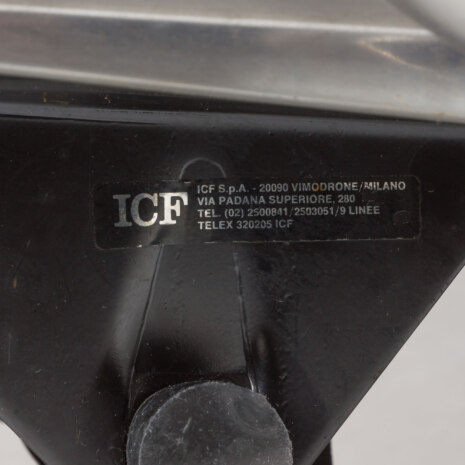 ICF
ICF S.p.A. - 20090 VIMODRONE/MILANO
VIA PADANA SUPERIORE, 280
TEL. (02) 2500841/2503051/9 LINEE
TELEX 320205 ICF